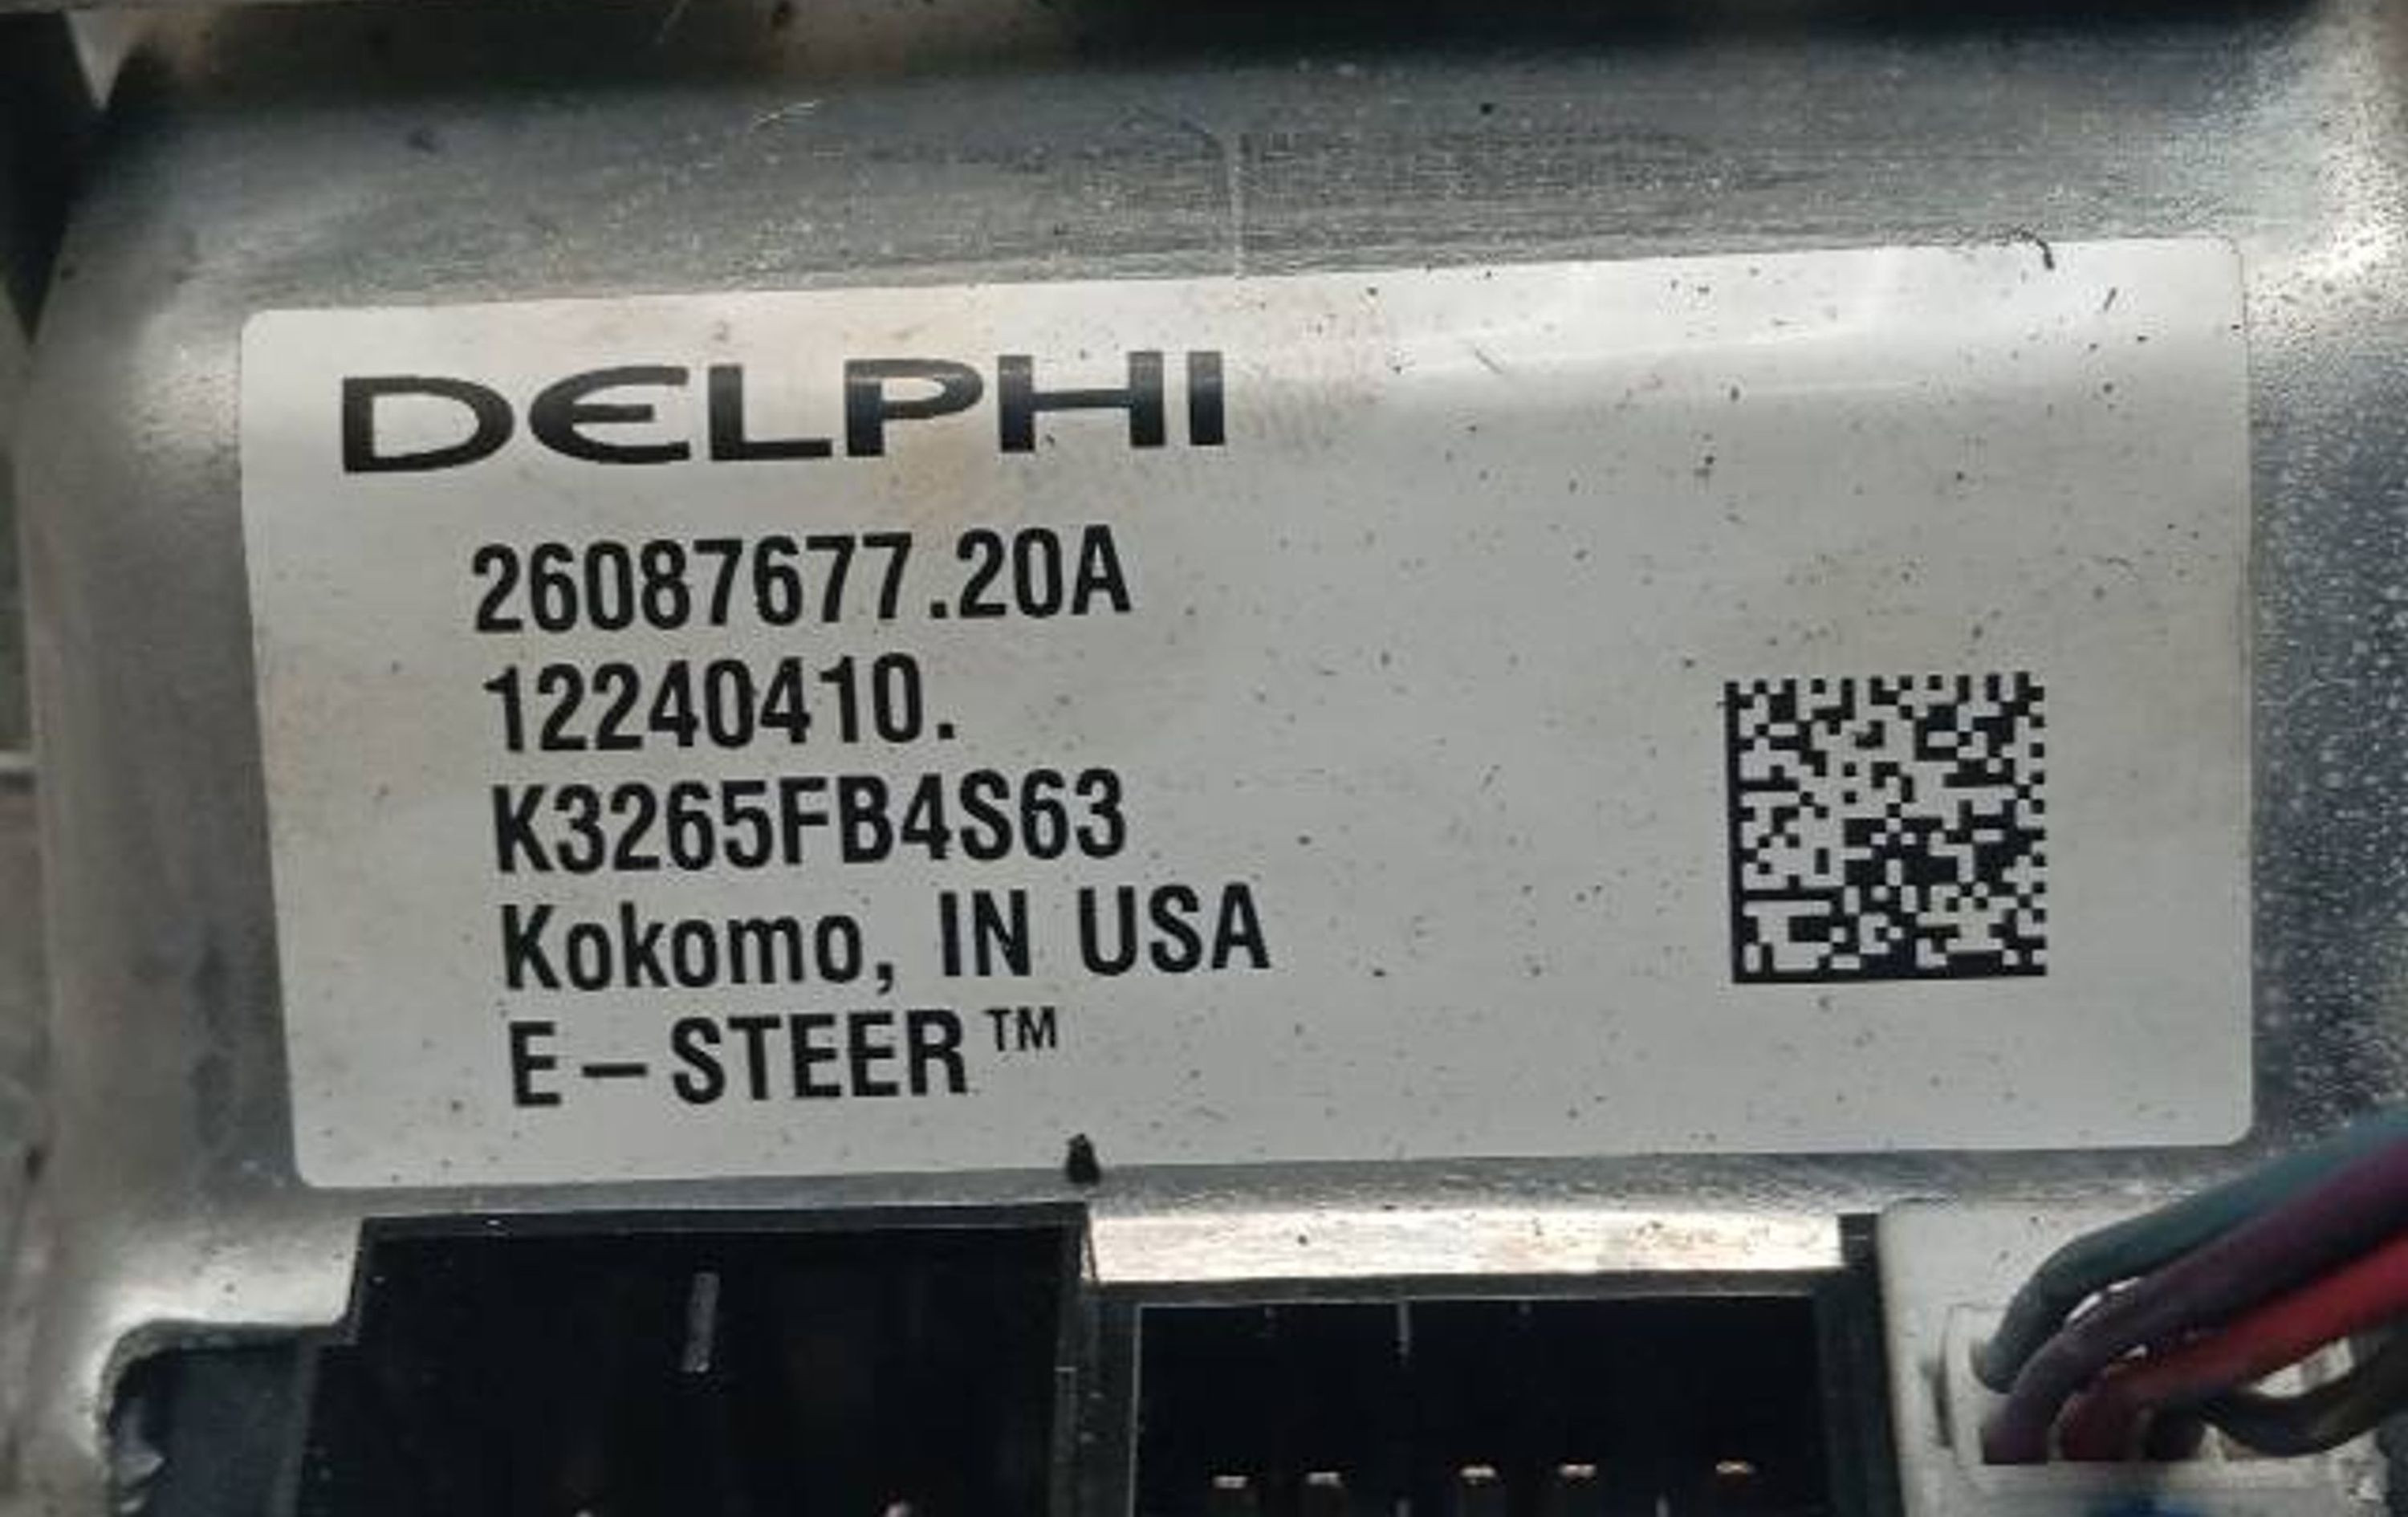 DELPHI
26087677.20A
12240410.
K3265FB4S63
Kokomo, IN USA
E-STEER™